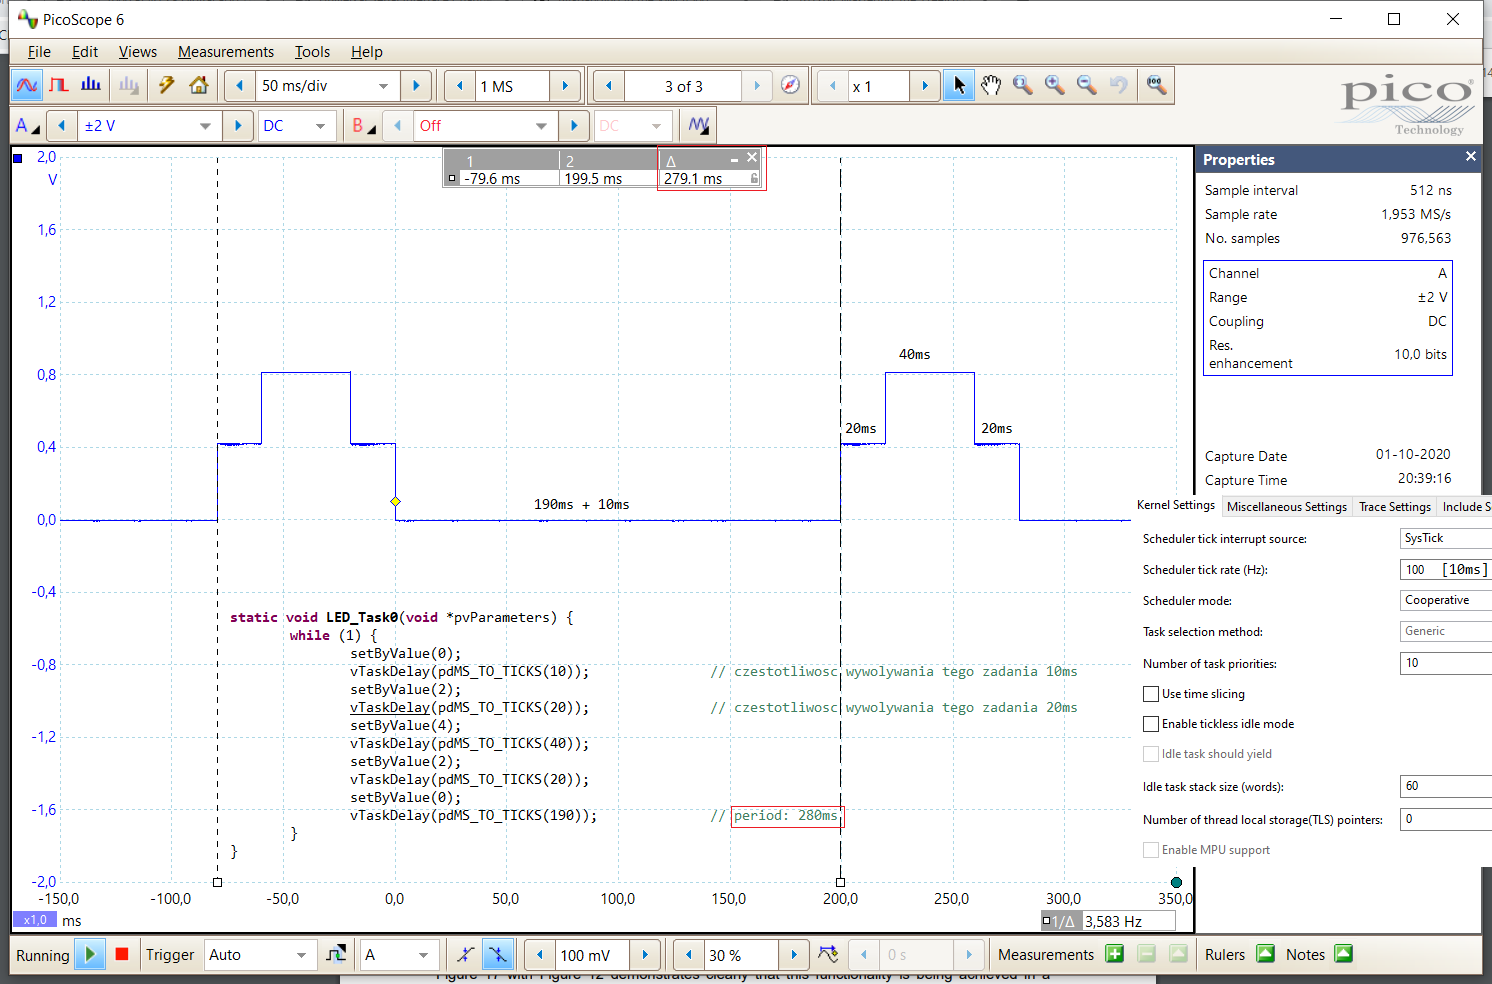 PicoScope 6
File Edit Views Measurements Tools Help
50 ms/div 1 MS 3 of 3 x 1
pico
Technology
A ±2 V DC B Off DC
1 2 Δ
-79.6 ms 199.5 ms 279.1 ms
2,0
V
1,6
1,2
0,8
0,4
0,0
-0,4
-0,8
-1,2
-1,6
-2,0
40ms
20ms 20ms
190ms + 10ms
static void LED_Task0(void *pvParameters) {
while (1) {
setByValue(0);
vTaskDelay(pdMS_TO_TICKS(10)); // czestotliwosc wywolywania tego zadania 10ms
setByValue(2);
vTaskDelay(pdMS_TO_TICKS(20)); // czestotliwosc wywolywania tego zadania 20ms
setByValue(4);
vTaskDelay(pdMS_TO_TICKS(40));
setByValue(2);
vTaskDelay(pdMS_TO_TICKS(20));
setByValue(0);
vTaskDelay(pdMS_TO_TICKS(190)); // period: 280ms
}
}
-150,0 -100,0 -50,0 0,0 50,0 100,0 150,0 200,0 250,0 300,0 350,0
x1,0 ms
1/Δ 3,583 Hz
Properties
Sample interval 512 ns
Sample rate 1,953 MS/s
No. samples 976,563
Channel A
Range ±2 V
Coupling DC
Res.
enhancement 10,0 bits
Capture Date 01-10-2020
Capture Time 20:39:16
Kernel Settings Miscellaneous Settings Trace Settings Include S
Scheduler tick interrupt source: SysTick
Scheduler tick rate (Hz): 100 [10ms]
Scheduler mode: Cooperative
Task selection method: Generic
Number of task priorities: 10
Use time slicing
Enable tickless idle mode
Idle task should yield
Idle task stack size (words): 60
Number of thread local storage(TLS) pointers: 0
Enable MPU support
Running Trigger Auto A 100 mV 30 % 0 s Measurements Rulers Notes
Figure 17 with Figure 12 demonstrates clearly that this functionality is being achieved in a